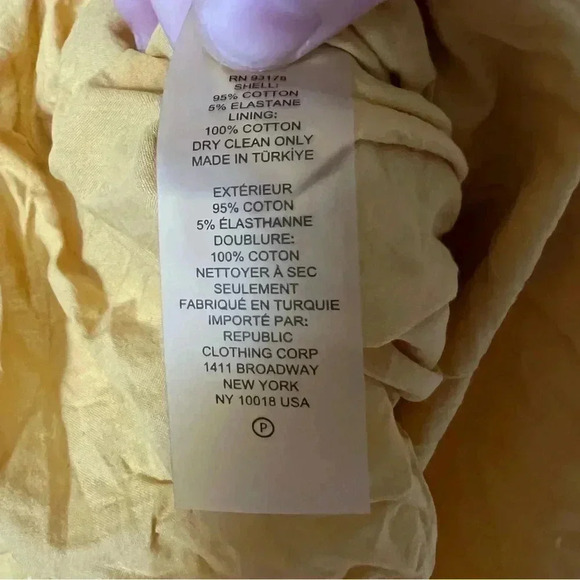 RN 93178
SHELL:
95% COTTON
5% ELASTANE
LINING:
100% COTTON
DRY CLEAN ONLY
MADE IN TÜRKİYE
EXTÉRIEUR
95% COTON
5% ÉLASTHANNE
DOUBLURE:
100% COTON
NETTOYER À SEC
SEULEMENT
FABRIQUÉ EN TURQUIE
IMPORTÉ PAR:
REPUBLIC
CLOTHING CORP
1411 BROADWAY
NEW YORK
NY 10018 USA
P